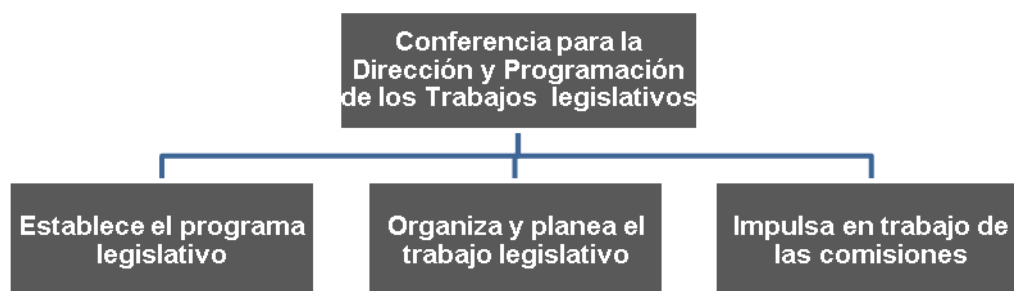 Conferencia para la
Dirección y Programación
de los Trabajos legislativos
Establece el programa
legislativo
Organiza y planea el
trabajo legislativo
Impulsa en trabajo de
las comisiones